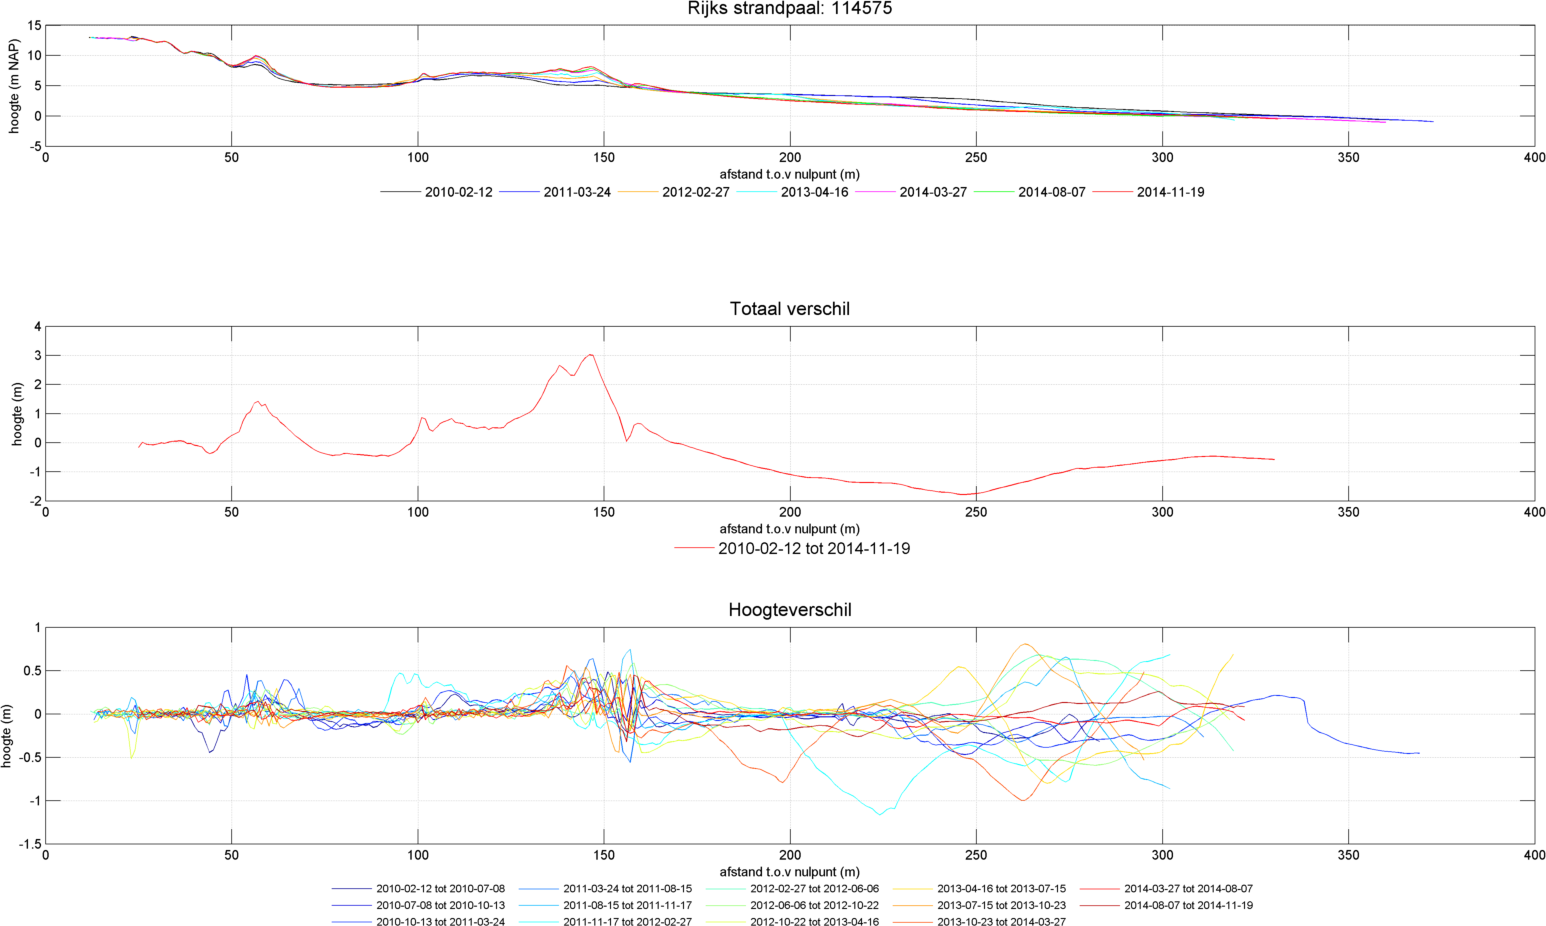 Rijks strandpaal: 114575
15
10
5
0
-5
hoogte (m NAP)
0 50 100 150 200 250 300 350 400
afstand t.o.v nulpunt (m)
2010-02-12 2011-03-24 2012-02-27 2013-04-16 2014-03-27 2014-08-07 2014-11-19
Totaal verschil
4
3
2
1
0
-1
-2
hoogte (m)
0 50 100 150 200 250 300 350 400
afstand t.o.v nulpunt (m)
2010-02-12 tot 2014-11-19
Hoogteverschil
1
0.5
0
-0.5
-1
-1.5
hoogte (m)
0 50 100 150 200 250 300 350 400
afstand t.o.v nulpunt (m)
2010-02-12 tot 2010-07-08 2011-03-24 tot 2011-08-15 2012-02-27 tot 2012-06-06 2013-04-16 tot 2013-07-15 2014-03-27 tot 2014-08-07
2010-07-08 tot 2010-10-13 2011-08-15 tot 2011-11-17 2012-06-06 tot 2012-10-22 2013-07-15 tot 2013-10-23 2014-08-07 tot 2014-11-19
2010-10-13 tot 2011-03-24 2011-11-17 tot 2012-02-27 2012-10-22 tot 2013-04-16 2013-10-23 tot 2014-03-27